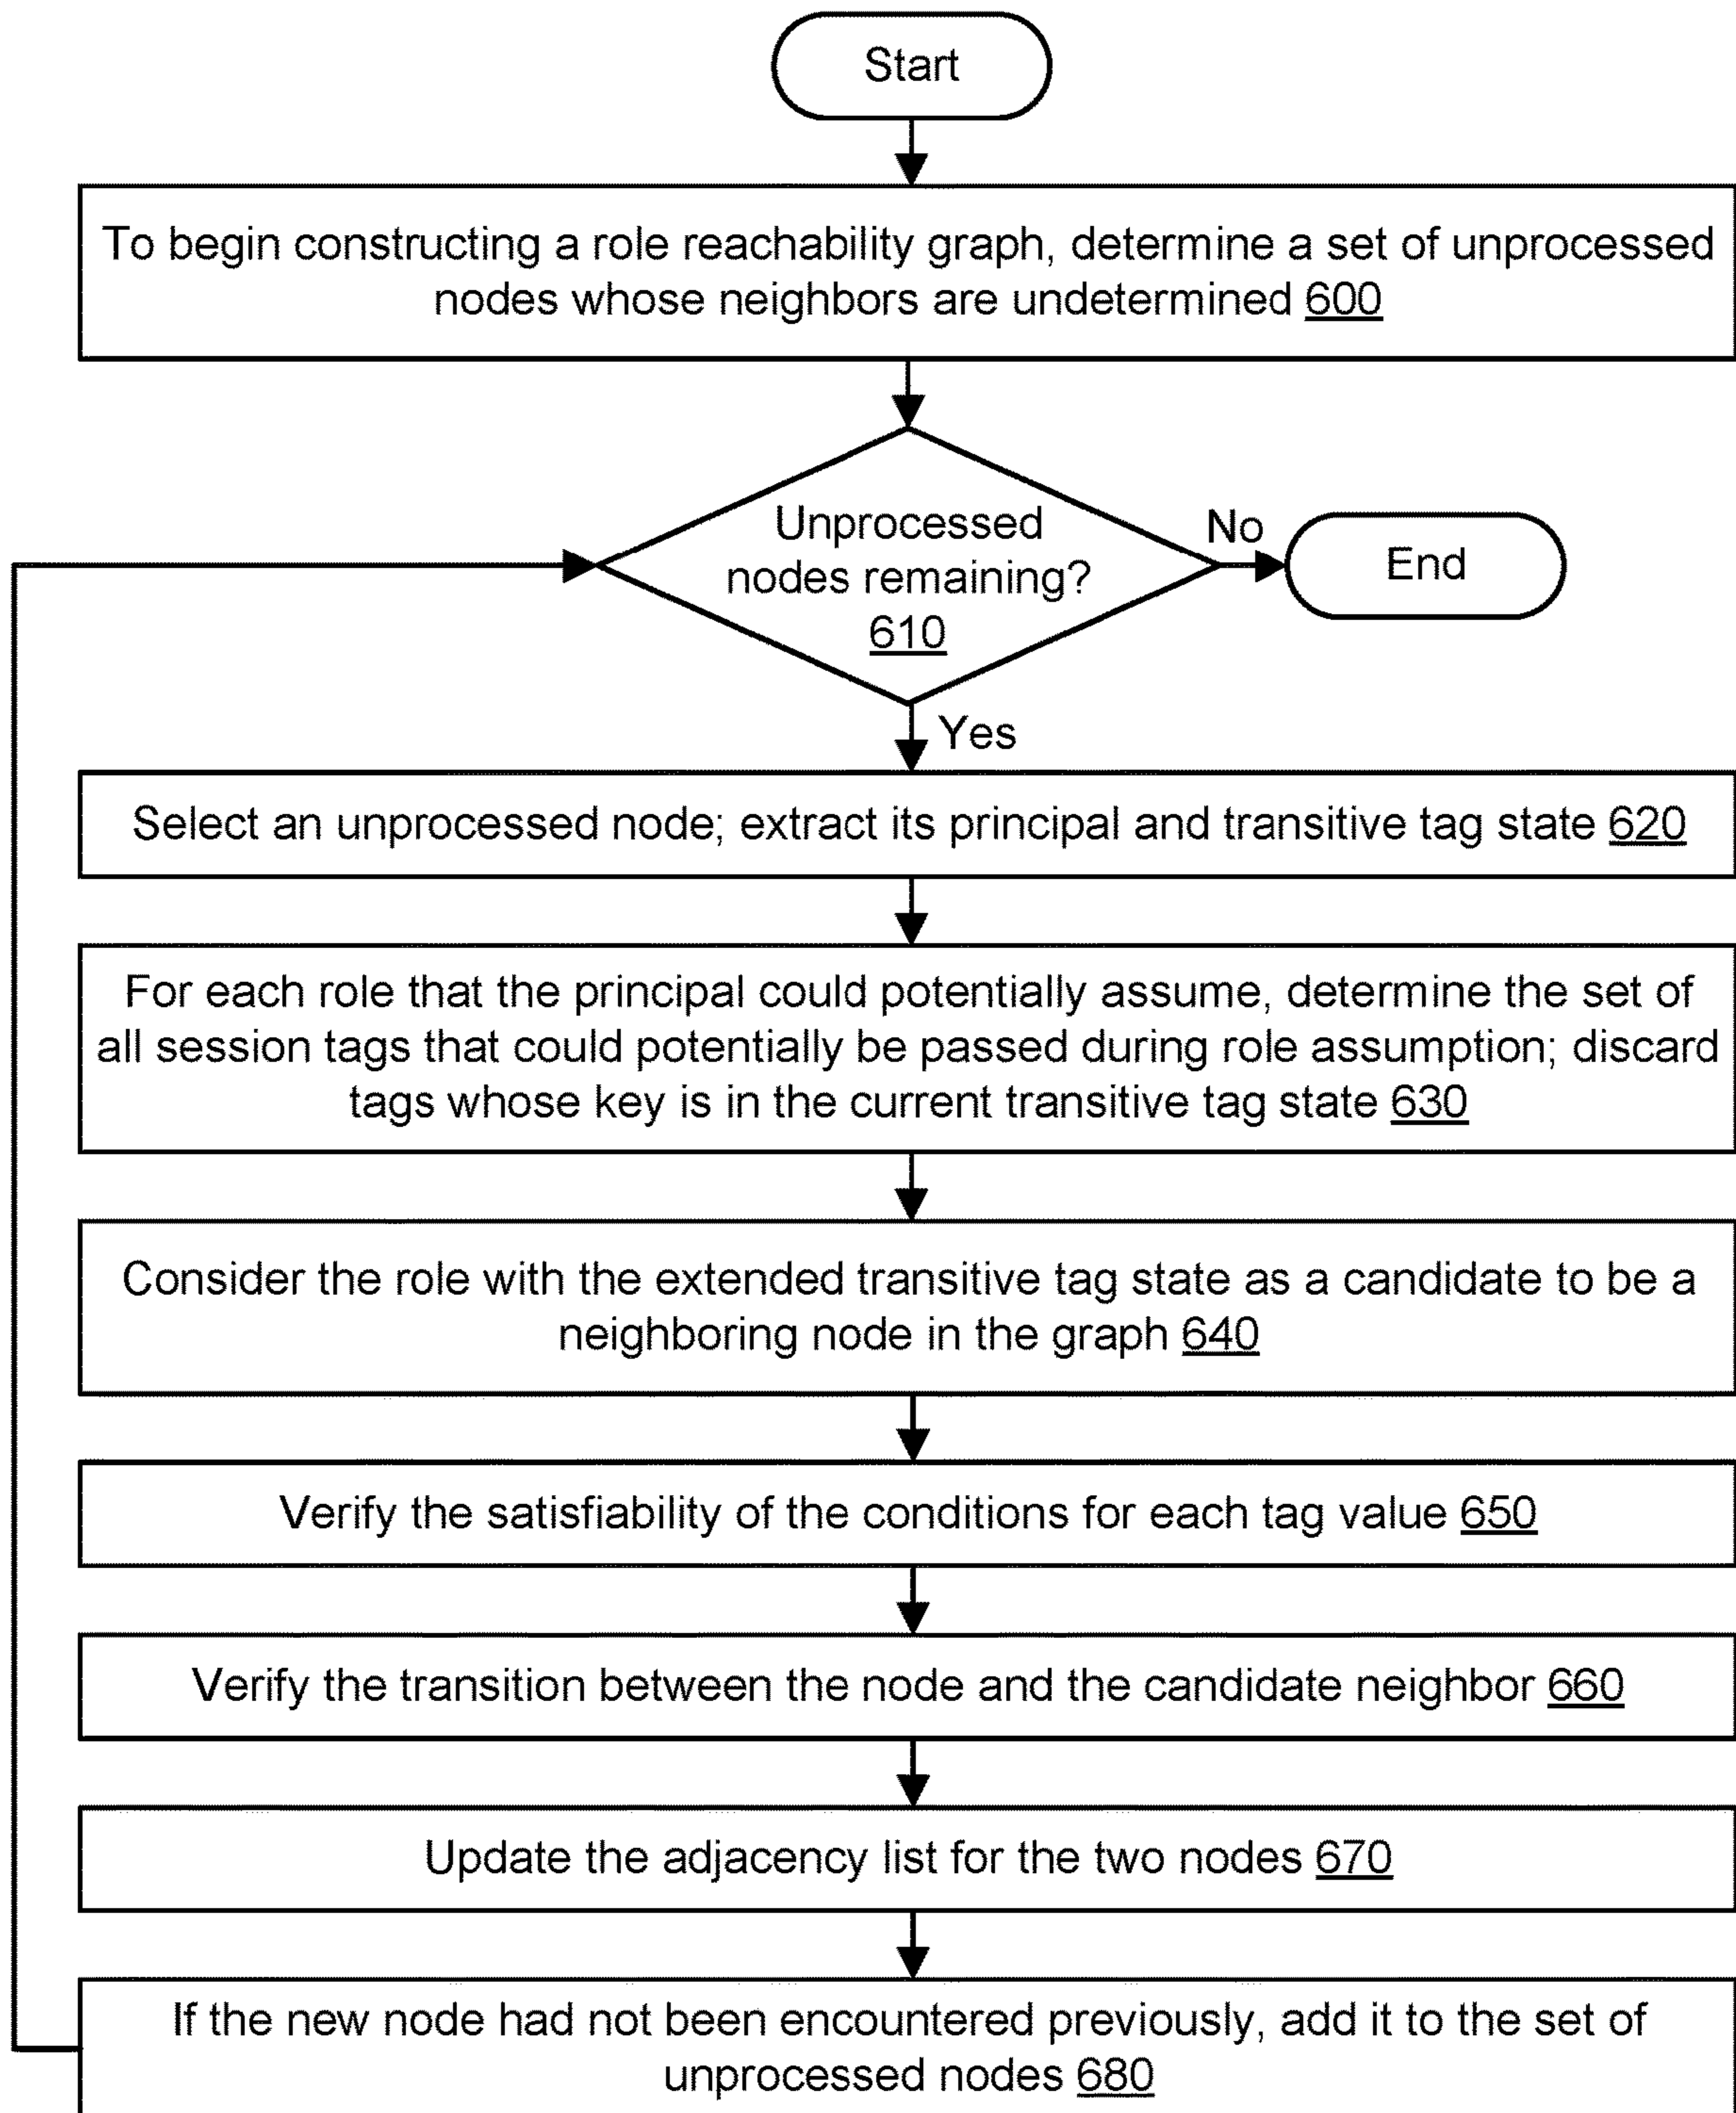 Start
To begin constructing a role reachability graph, determine a set of unprocessed
nodes whose neighbors are undetermined 600
Unprocessed
nodes remaining?
610
No
End
Yes
Select an unprocessed node; extract its principal and transitive tag state 620
For each role that the principal could potentially assume, determine the set of
all session tags that could potentially be passed during role assumption; discard
tags whose key is in the current transitive tag state 630
Consider the role with the extended transitive tag state as a candidate to be a
neighboring node in the graph 640
Verify the satisfiability of the conditions for each tag value 650
Verify the transition between the node and the candidate neighbor 660
Update the adjacency list for the two nodes 670
If the new node had not been encountered previously, add it to the set of
unprocessed nodes 680